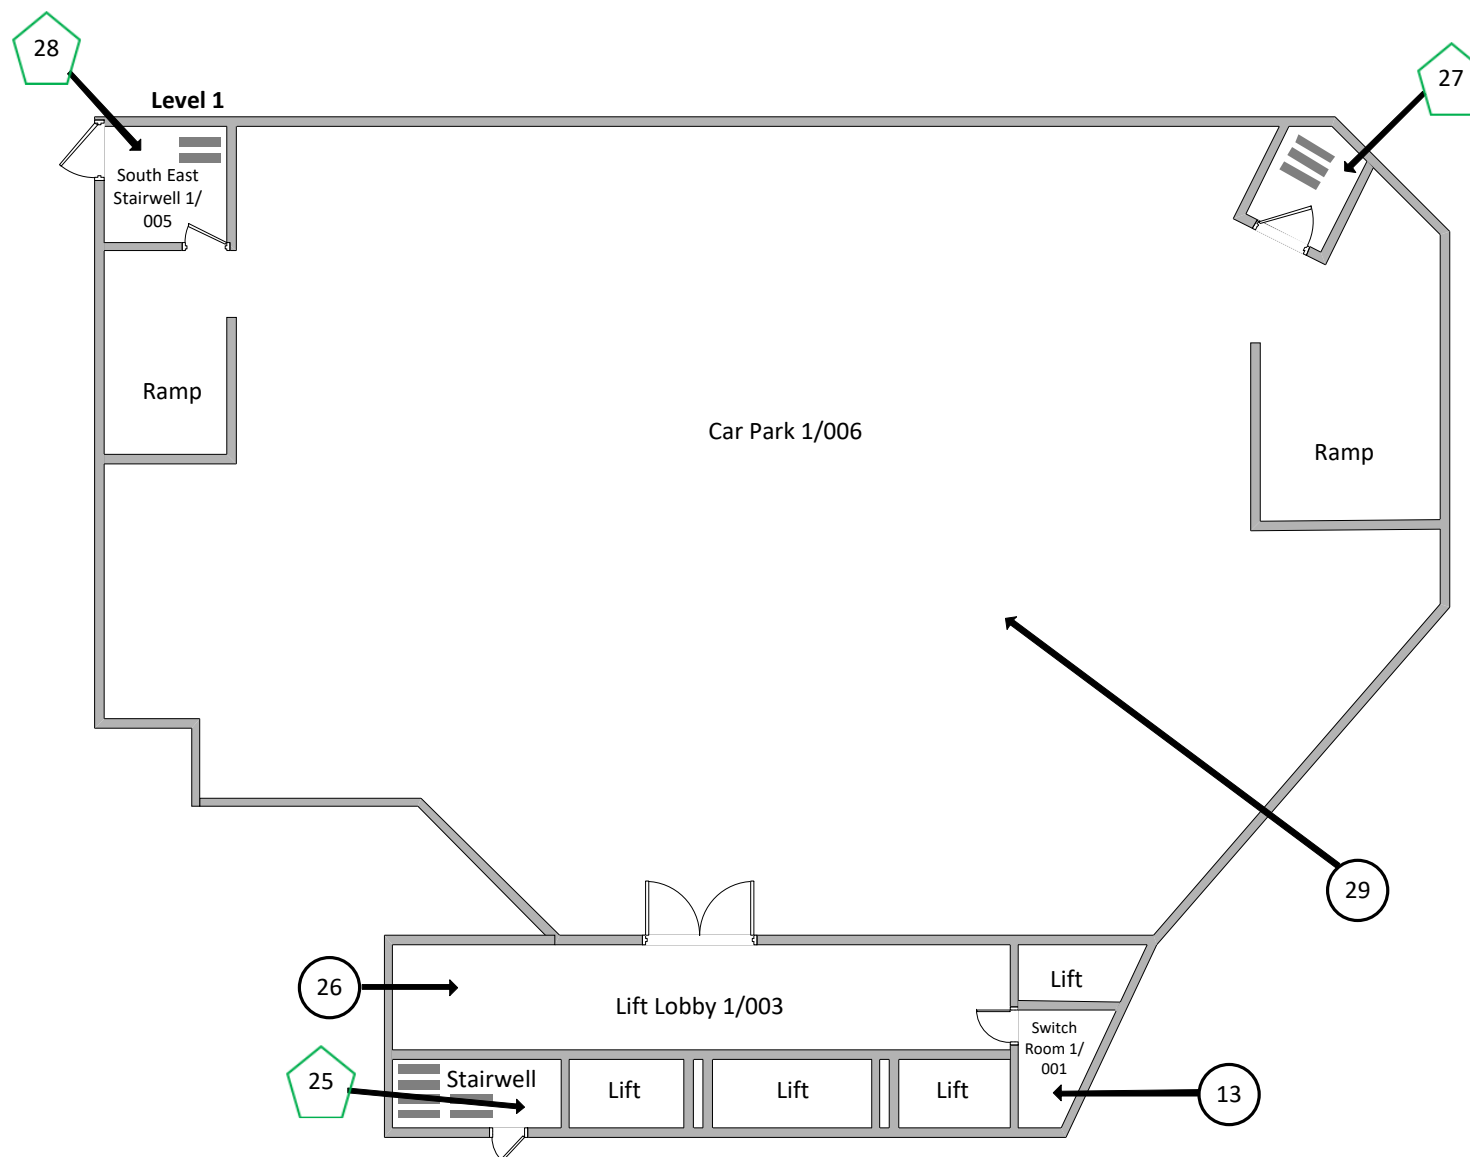 28
27
Level 1
South East
Stairwell 1/
005
Ramp
Car Park 1/006
Ramp
29
26
Lift Lobby 1/003
Lift
Switch
Room 1/
001
25
Stairwell
Lift
Lift
Lift
13